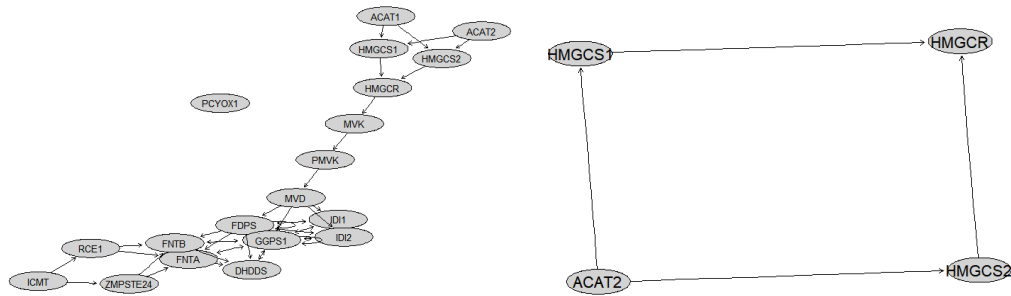 ACAT1
ACAT2
HMGCS1
HMGCS2
HMGCR
PCYOX1
MVK
PMVK
MVD
FDPS
IDI1
GGPS1
IDI2
FNTB
RCE1
FNTA
DHDDS
ICMT
ZMPSTE24
HMGCS1
HMGCR
ACAT2
HMGCS2